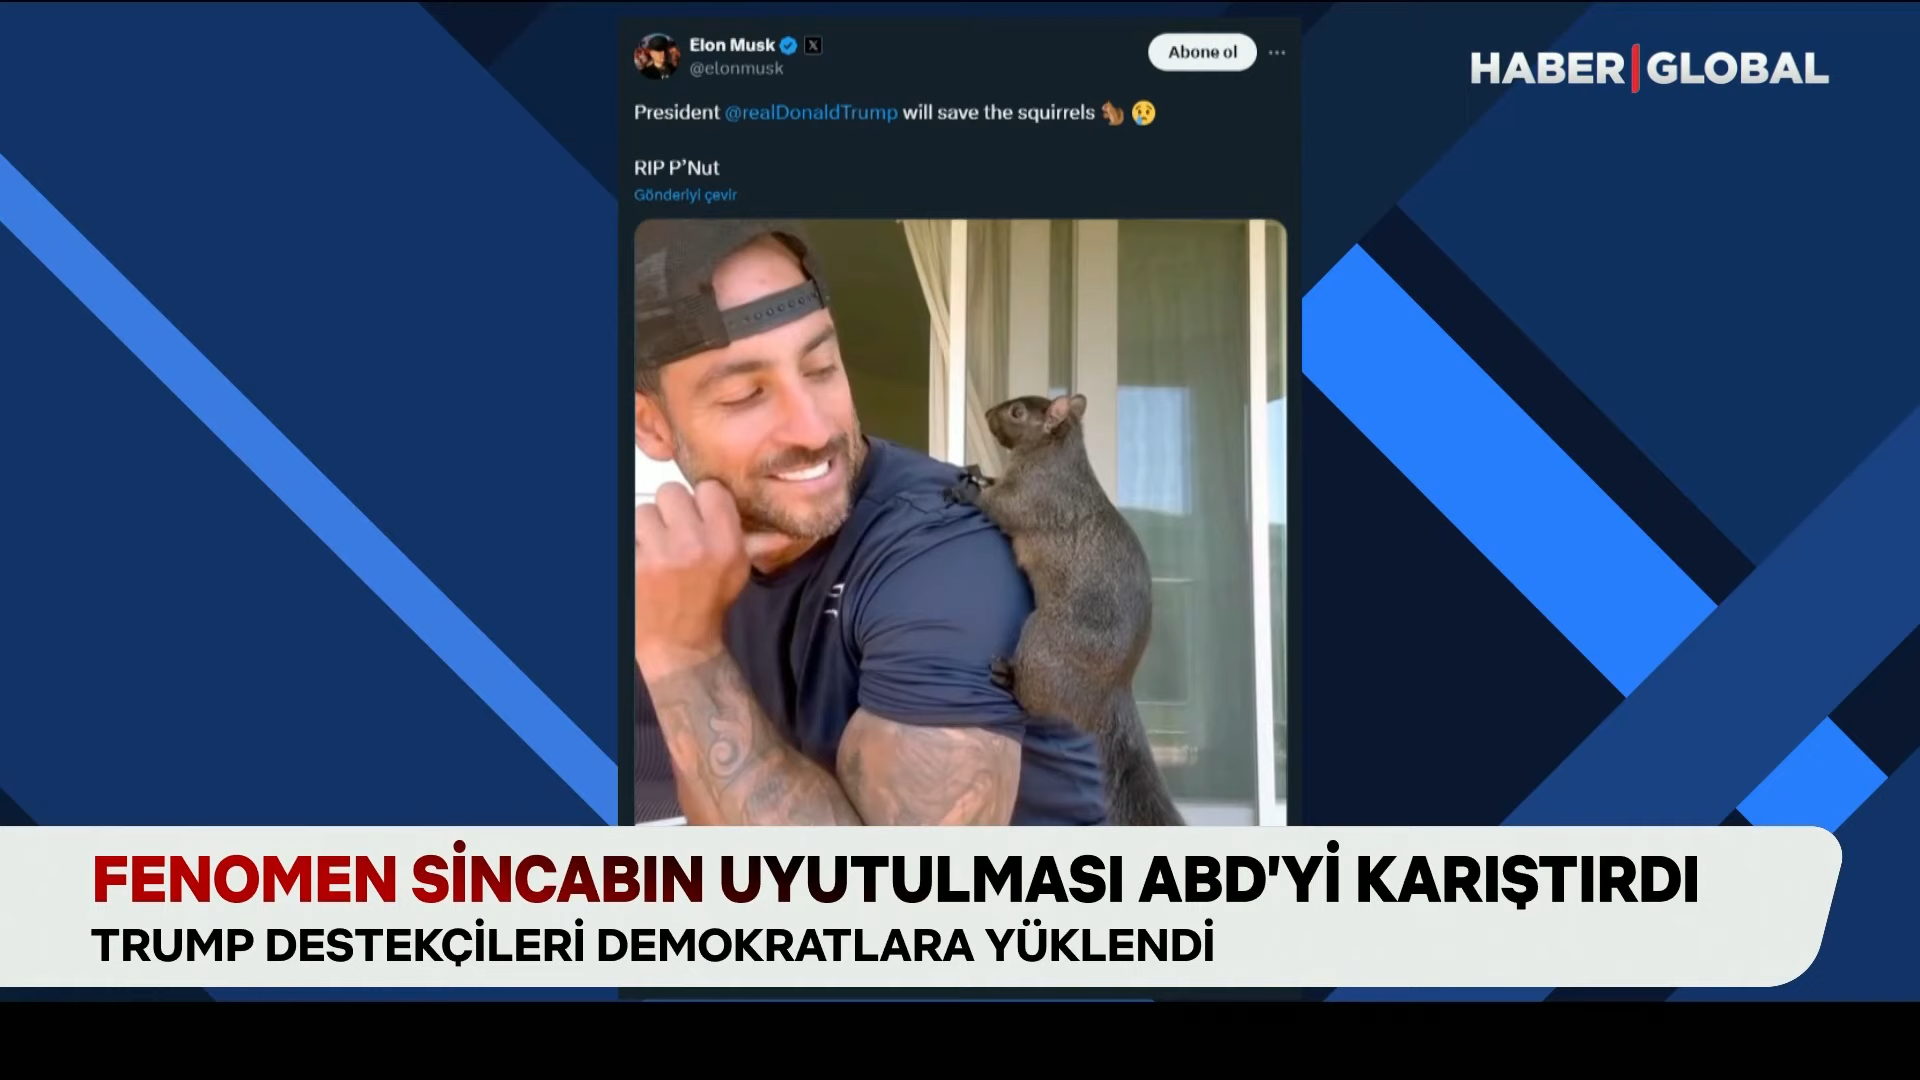 Elon Musk
@elonmusk
Abone ol
HABER|GLOBAL
President @realDonaldTrump will save the squirrels 🐿️ 😢
RIP P’Nut
Gönderiyi çevir
FENOMEN SİNCABIN UYUTULMASI ABD'Yİ KARIŞTIRDI
TRUMP DESTEKÇİLERİ DEMOKRATLARA YÜKLENDİ